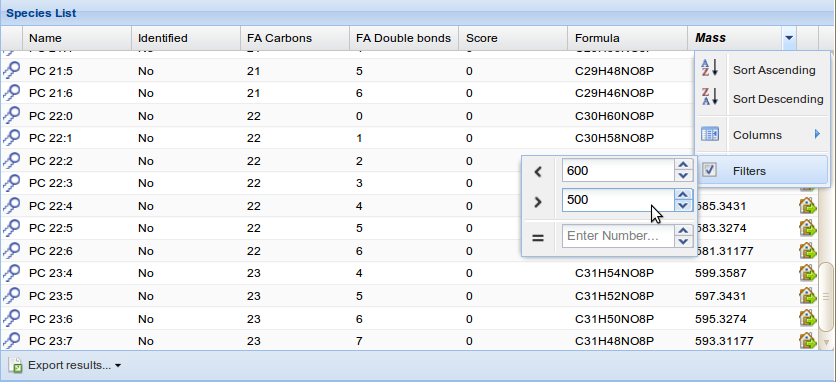 Species List
Name Identified FA Carbons FA Double bonds Score Formula Mass
PC 21:5 No 21 5 0 C29H48NO8P
PC 21:6 No 21 6 0 C29H46NO8P
PC 22:0 No 22 0 0 C30H60NO8P
PC 22:1 No 22 1 0 C30H58NO8P
PC 22:2 No 22 2 0
PC 22:3 No 22 3
PC 22:4 No 22 4 585.3431
PC 22:5 No 22 5 583.3274
PC 22:6 No 22 6 581.31177
PC 23:4 No 23 4 0 C31H54NO8P 599.3587
PC 23:5 No 23 5 0 C31H52NO8P 597.3431
PC 23:6 No 23 6 0 C31H50NO8P 595.3274
PC 23:7 No 23 7 0 C31H48NO8P 593.31177
Sort Ascending
Sort Descending
Columns
Filters
< 600
> 500
= Enter Number...
Export results...